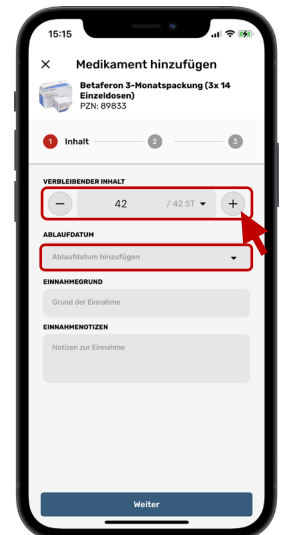 15:15
Medikament hinzufügen
Betaferon 3-Monatspackung (3x 14
Einzeldosen)
PZN: 89833
1 Inhalt 2 3
VERBLEIBENDER INHALT
42 / 42 ST
ABLAUFDATUM
Ablaufdatum hinzufügen
EINNAHMEGRUND
Grund der Einnahme
EINNAHMENOTIZEN
Notizen zur Einnahme
Weiter